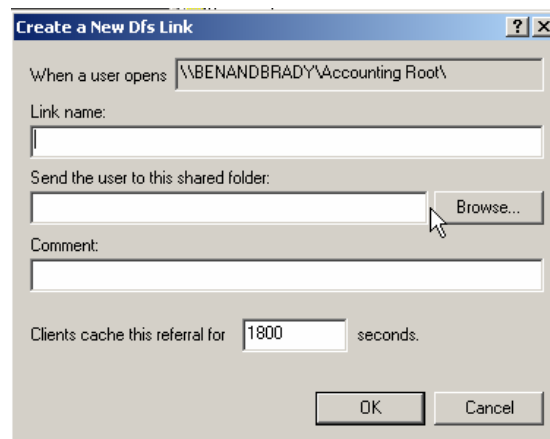 Create a New Dfs Link
When a user opens \\BENANDBRADY\Accounting Root\
Link name:
Send the user to this shared folder:
Browse...
Comment:
Clients cache this referral for 1800 seconds.
OK Cancel